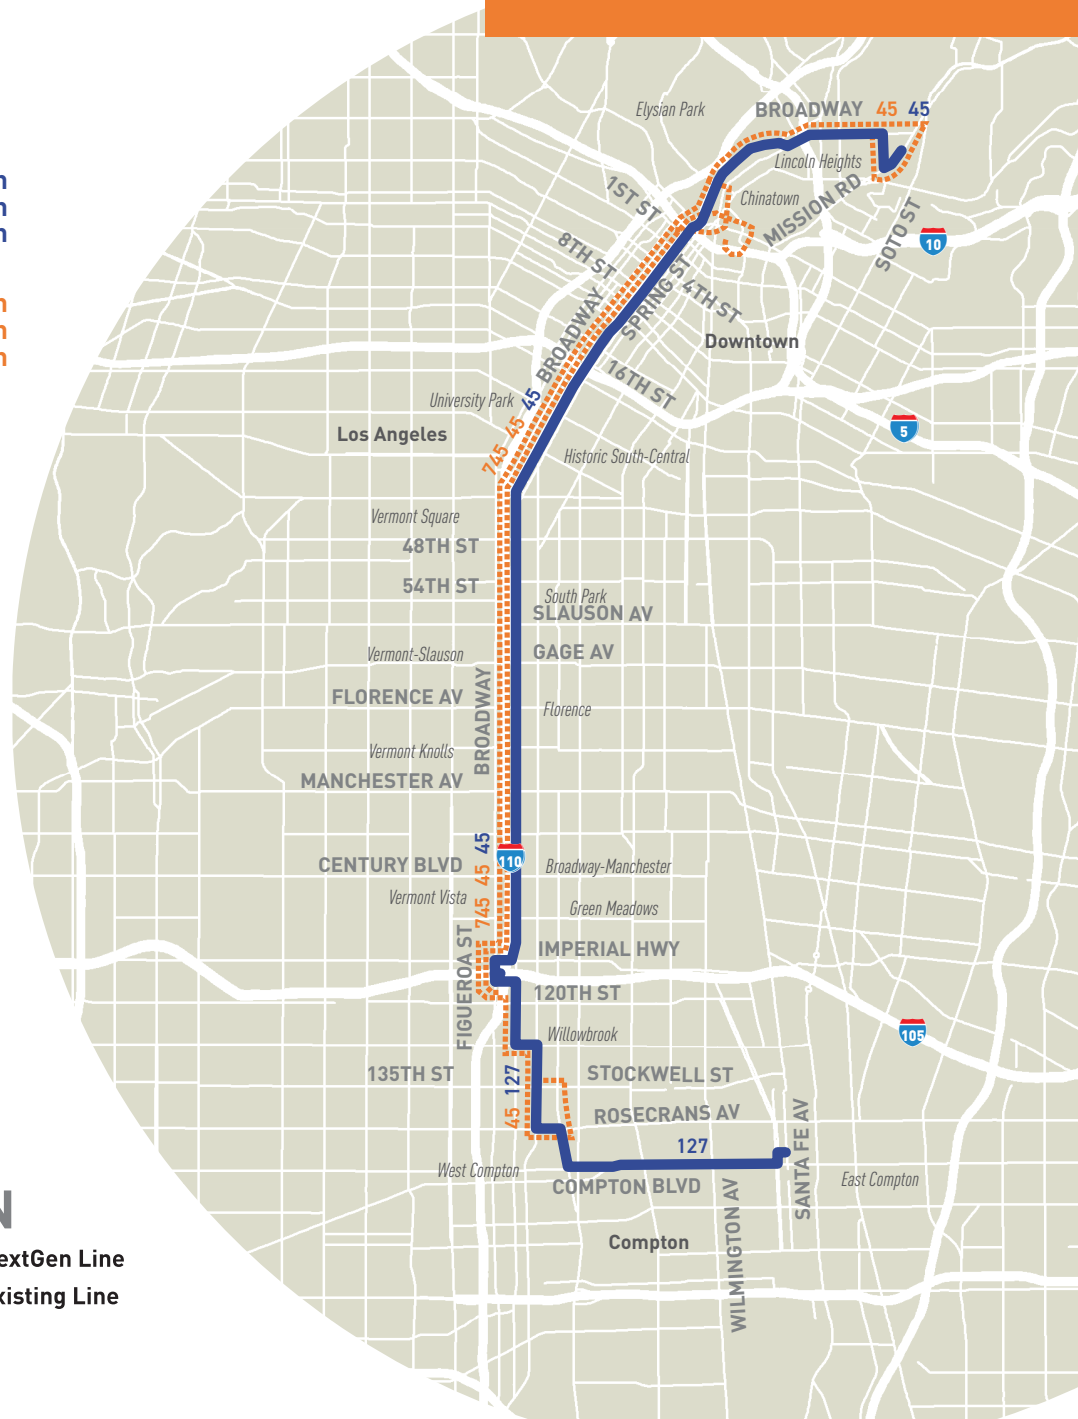 Elysian Park
BROADWAY 45 45
Lincoln Heights
1ST ST
Chinatown
MISSION RD
8TH ST
SOTO ST
10
BROADWAY
SPRING ST
4TH ST
Downtown
16TH ST
University Park
745 45 45
5
Los Angeles
Historic South-Central
Vermont Square
48TH ST
54TH ST
South Park
SLAUSON AV
Vermont-Slauson
GAGE AV
FLORENCE AV
BROADWAY
Florence
Vermont Knolls
MANCHESTER AV
745 45 45
110
CENTURY BLVD
Broadway-Manchester
Vermont Vista
Green Meadows
FIGUEROA ST
IMPERIAL HWY
120TH ST
Willowbrook
105
135TH ST
45 127
STOCKWELL ST
ROSECRANS AV
127
SANTA FE AV
West Compton
East Compton
COMPTON BLVD
WILMINGTON AV
Compton